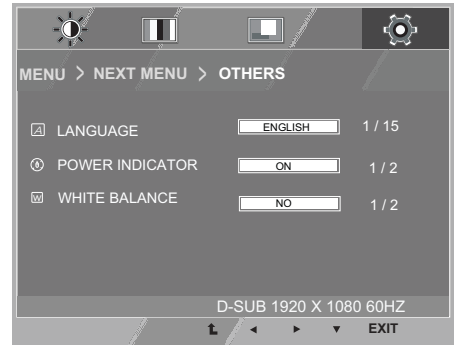 MENU > NEXT MENU > OTHERS
A LANGUAGE ENGLISH 1 / 15
POWER INDICATOR ON 1 / 2
W WHITE BALANCE NO 1 / 2
D-SUB 1920 X 1080 60HZ
EXIT